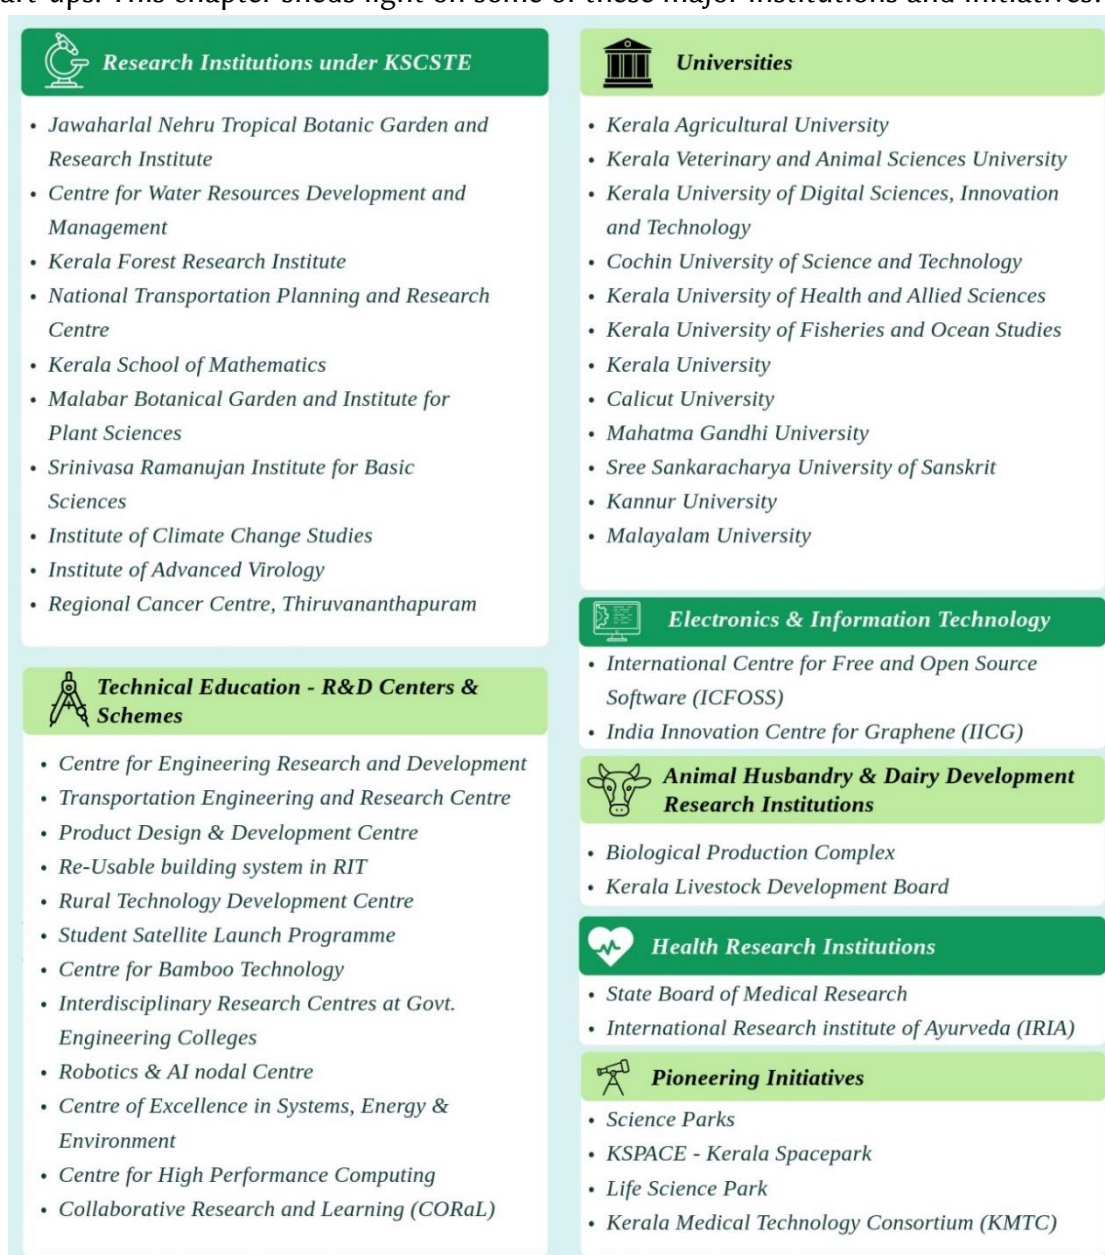 art-ups. This chapter sheds light on some of these major institutions and initiatives.
Research Institutions under KSCSTE
• Jawaharlal Nehru Tropical Botanic Garden and
Research Institute
• Centre for Water Resources Development and
Management
• Kerala Forest Research Institute
• National Transportation Planning and Research
Centre
• Kerala School of Mathematics
• Malabar Botanical Garden and Institute for
Plant Sciences
• Srinivasa Ramanujan Institute for Basic
Sciences
• Institute of Climate Change Studies
• Institute of Advanced Virology
• Regional Cancer Centre, Thiruvananthapuram
Technical Education - R&D Centers &
Schemes
• Centre for Engineering Research and Development
• Transportation Engineering and Research Centre
• Product Design & Development Centre
• Re-Usable building system in RIT
• Rural Technology Development Centre
• Student Satellite Launch Programme
• Centre for Bamboo Technology
• Interdisciplinary Research Centres at Govt.
Engineering Colleges
• Robotics & AI nodal Centre
• Centre of Excellence in Systems, Energy &
Environment
• Centre for High Performance Computing
• Collaborative Research and Learning (CORaL)
Universities
• Kerala Agricultural University
• Kerala Veterinary and Animal Sciences University
• Kerala University of Digital Sciences, Innovation
and Technology
• Cochin University of Science and Technology
• Kerala University of Health and Allied Sciences
• Kerala University of Fisheries and Ocean Studies
• Kerala University
• Calicut University
• Mahatma Gandhi University
• Sree Sankaracharya University of Sanskrit
• Kannur University
• Malayalam University
Electronics & Information Technology
• International Centre for Free and Open Source
Software (ICFOSS)
• India Innovation Centre for Graphene (IICG)
Animal Husbandry & Dairy Development
Research Institutions
• Biological Production Complex
• Kerala Livestock Development Board
Health Research Institutions
• State Board of Medical Research
• International Research institute of Ayurveda (IRIA)
Pioneering Initiatives
• Science Parks
• KSPACE - Kerala Spacepark
• Life Science Park
• Kerala Medical Technology Consortium (KMTC)